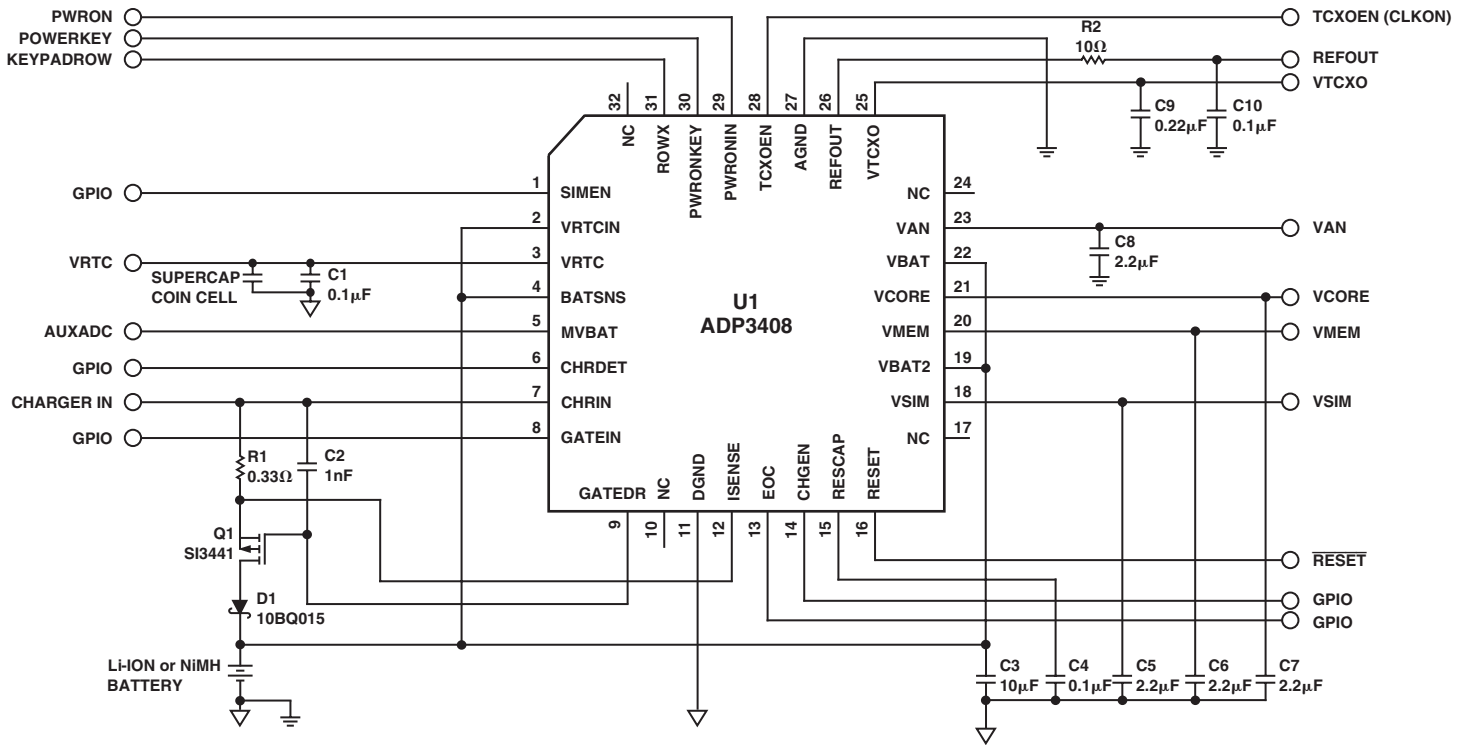 PWRON
POWERKEY
KEYPADROW
TCXOEN (CLKON)
R2
10Ω
REFOUT
VTCXO
C9
0.22μF
C10
0.1μF
32
31
30
29
28
27
26
25
NC
ROWX
PWRONKEY
PWRONIN
TCXOEN
AGND
REFOUT
VTCXO
GPIO
1
SIMEN
NC
24
2
VRTCIN
VAN
23
VAN
C8
2.2μF
VRTC
3
VRTC
VBAT
22
SUPERCAP
COIN CELL
C1
0.1μF
4
BATSNS
U1
ADP3408
VCORE
21
VCORE
AUXADC
5
MVBAT
VMEM
20
VMEM
GPIO
6
CHRDET
VBAT2
19
CHARGER IN
7
CHRIN
VSIM
18
VSIM
GPIO
8
GATEIN
NC
17
R1
0.33Ω
C2
1nF
GATEDR
NC
DGND
ISENSE
EOC
CHGEN
RESCAP
RESET
9
10
11
12
13
14
15
16
Q1
SI3441
RESET
D1
10BQ015
GPIO
GPIO
Li-ION or NiMH
BATTERY
C3
10μF
C4
0.1μF
C5
2.2μF
C6
2.2μF
C7
2.2μF